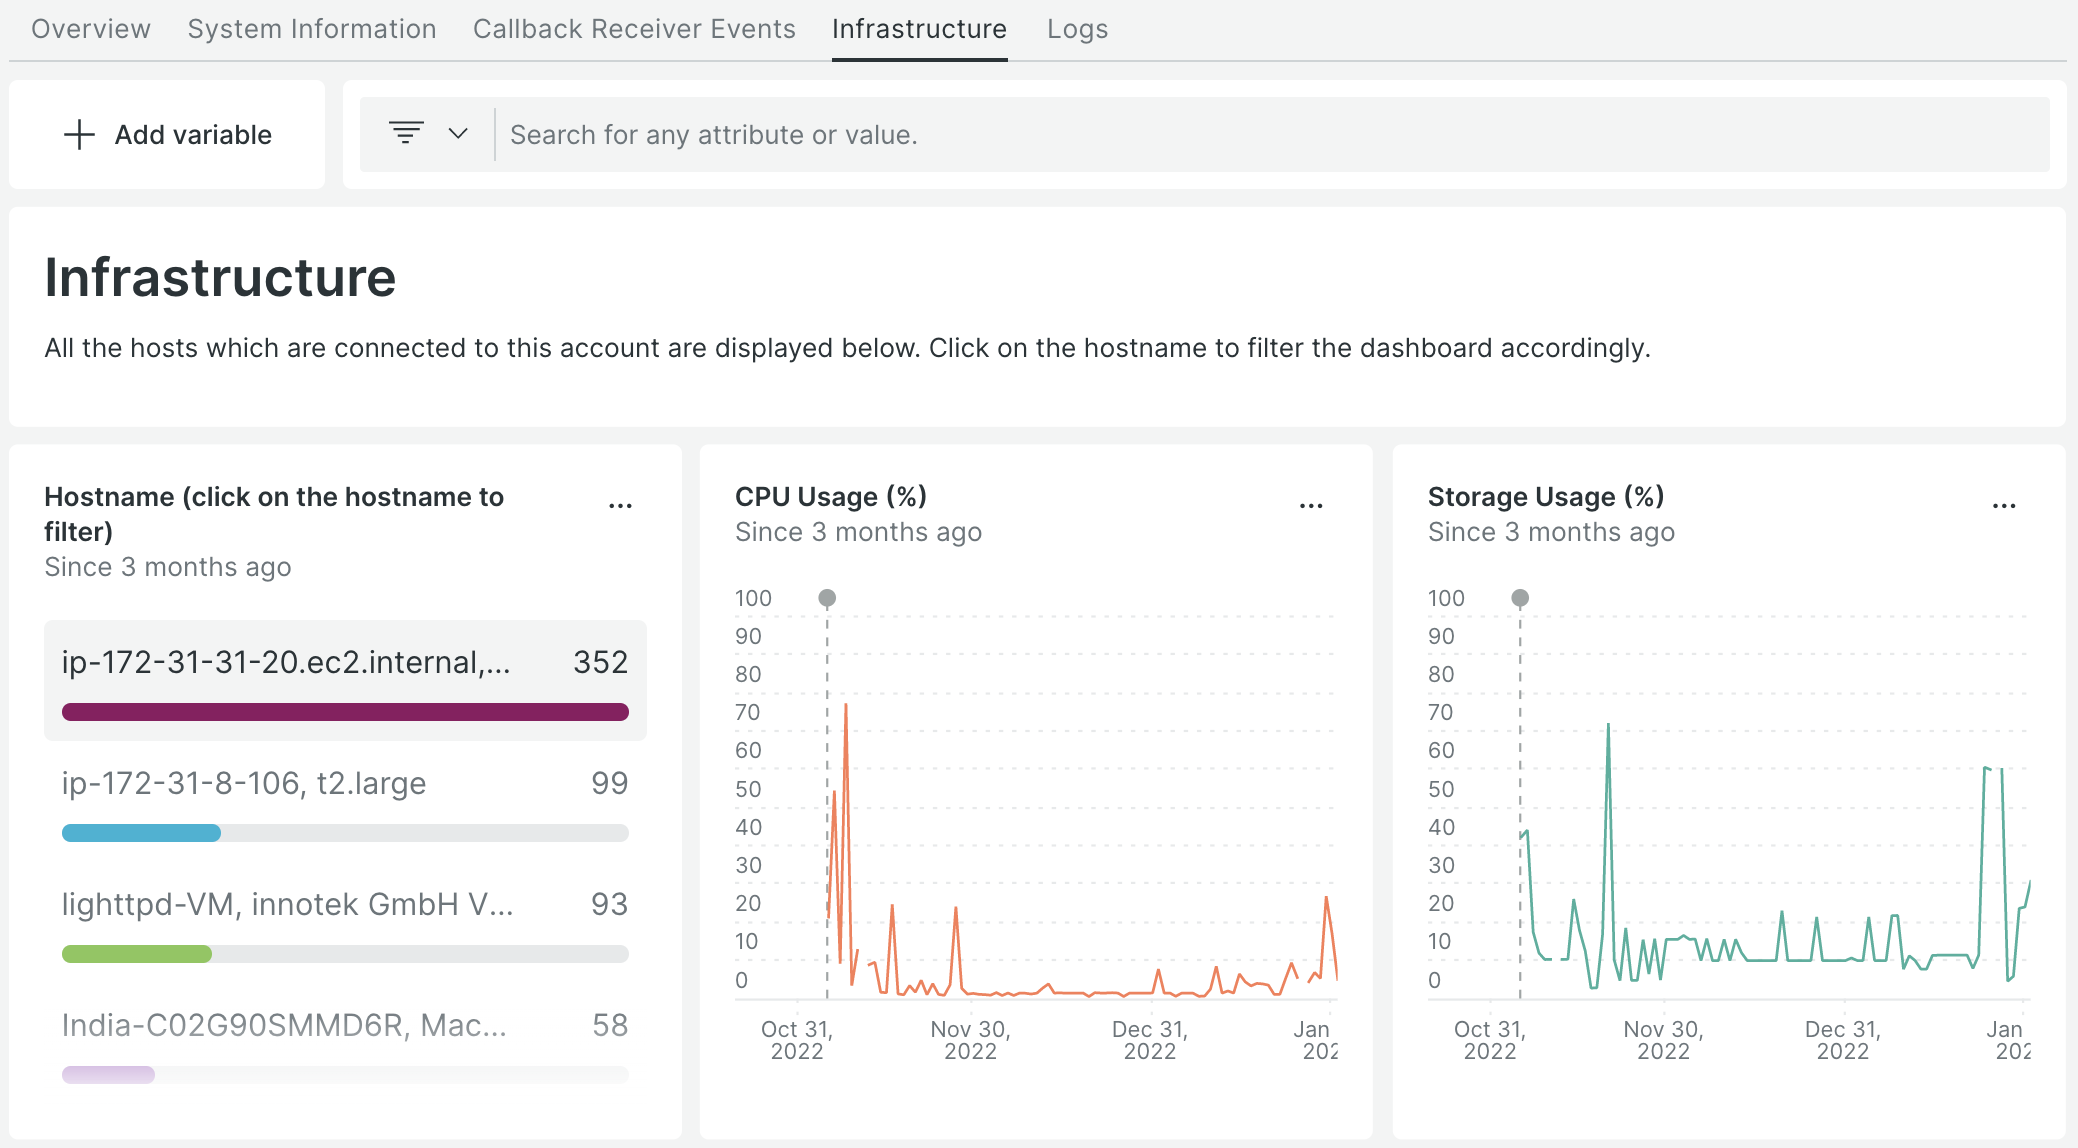 Overview System Information Callback Receiver Events Infrastructure Logs
Add variable
Search for any attribute or value.
Infrastructure
All the hosts which are connected to this account are displayed below. Click on the hostname to filter the dashboard accordingly.
Hostname (click on the hostname to
filter)
Since 3 months ago
ip-172-31-31-20.ec2.internal,... 352
ip-172-31-8-106, t2.large 99
lighttpd-VM, innotek GmbH V... 93
India-C02G90SMMD6R, Mac... 58
CPU Usage (%)
Since 3 months ago
100
90
80
70
60
50
40
30
20
10
0
Oct 31, Nov 30, Dec 31, Jan
2022 2022 2022 202
Storage Usage (%)
Since 3 months ago
100
90
80
70
60
50
40
30
20
10
0
Oct 31, Nov 30, Dec 31, Jan
2022 2022 2022 202